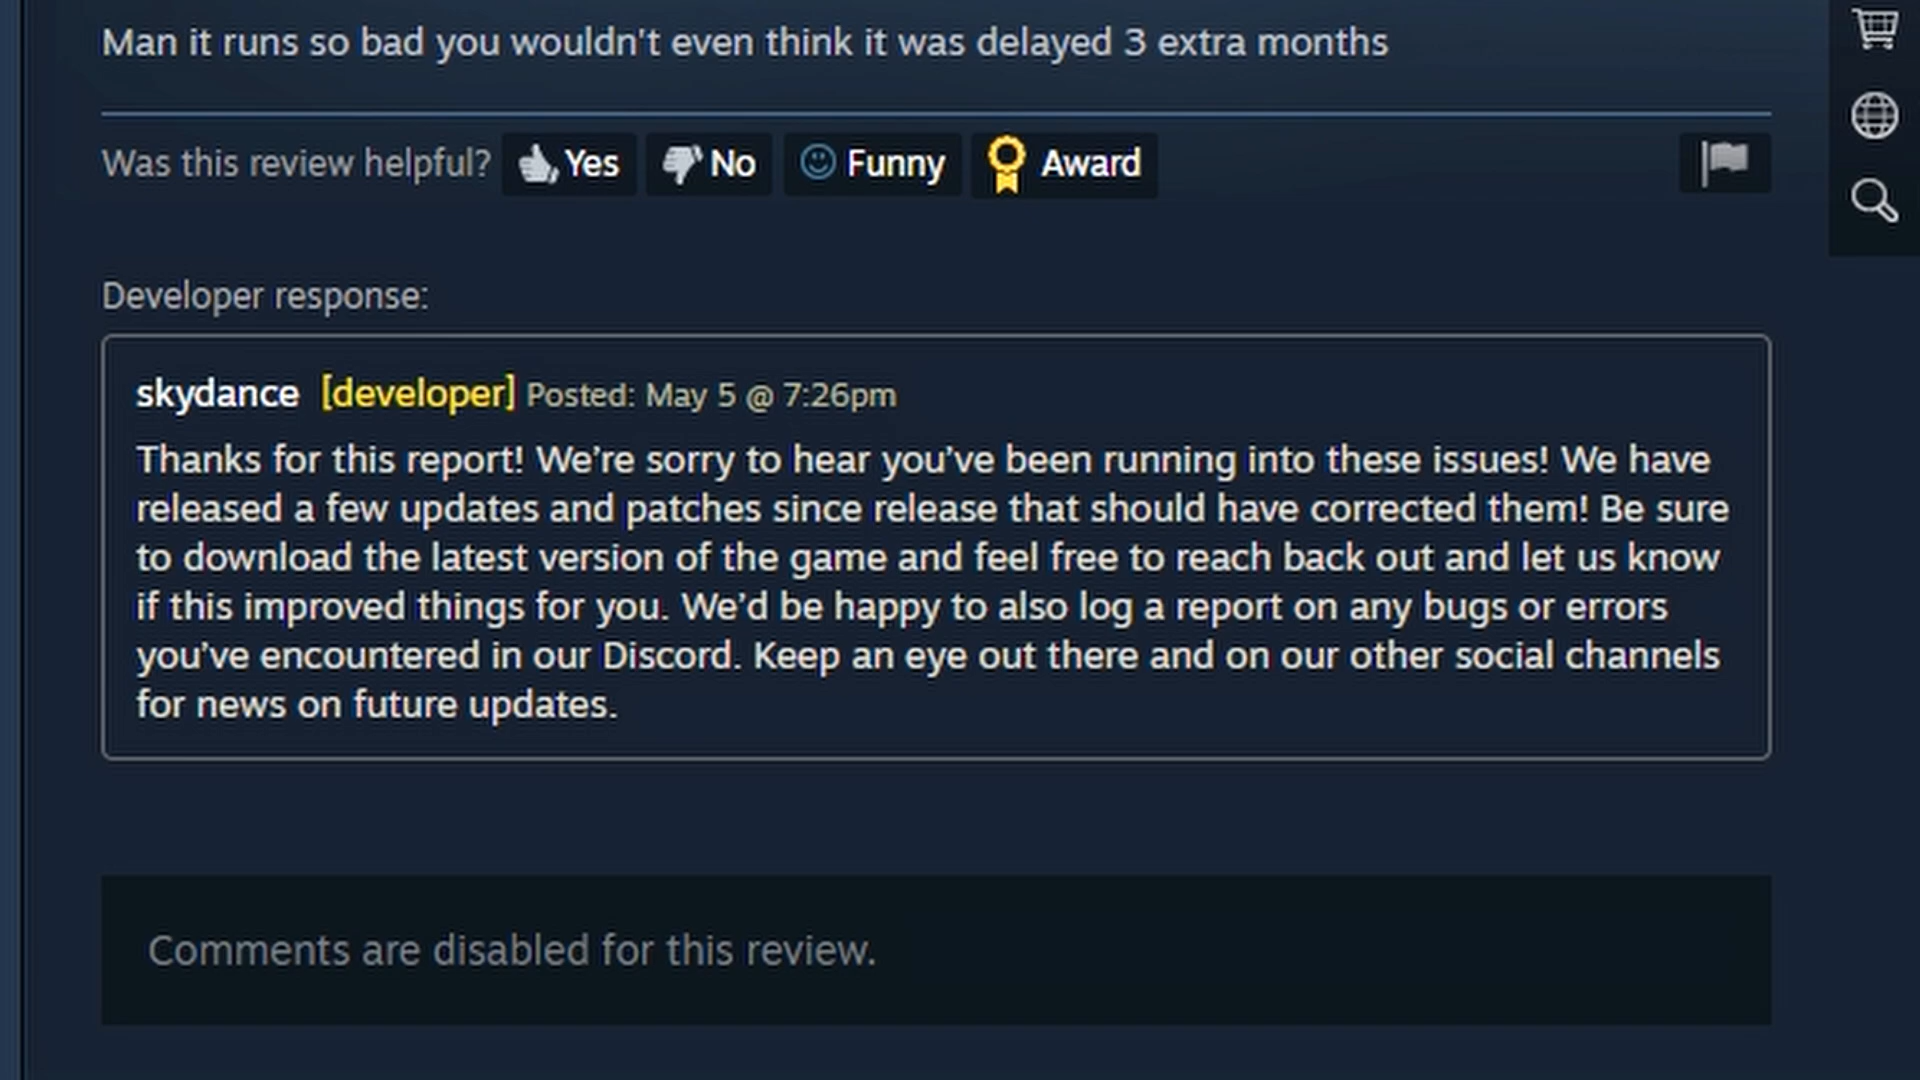 Man it runs so bad you wouldn't even think it was delayed 3 extra months
Was this review helpful? Yes No Funny Award
Developer response:
skydance [developer] Posted: May 5 @ 7:26pm
Thanks for this report! We’re sorry to hear you’ve been running into these issues! We have
released a few updates and patches since release that should have corrected them! Be sure
to download the latest version of the game and feel free to reach back out and let us know
if this improved things for you. We’d be happy to also log a report on any bugs or errors
you’ve encountered in our Discord. Keep an eye out there and on our other social channels
for news on future updates.
Comments are disabled for this review.